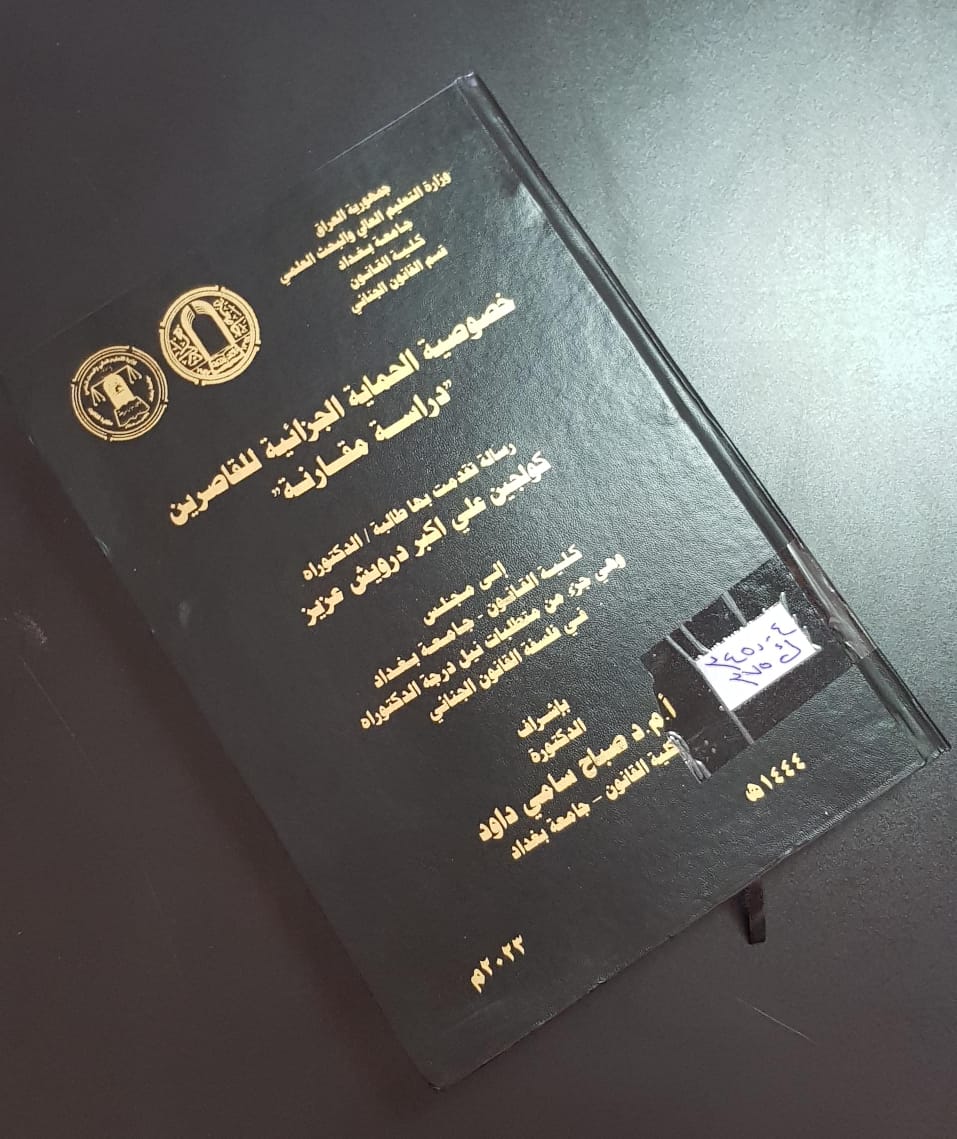 جمهورية العراق
وزارة التعليم العالي والبحث العلمي
جامعة بغداد
كلية القانون
قسم القانون الجنائي
خصوصية الحماية الجزائية للقاصرين
"دراسة مقارنة"
رسالة تقدمت بها طالبة / الدكتوراه
كولجين علي اكبر درويش عزيز
إلى مجلس
كلية القانون - جامعة بغداد
وهي جزء من متطلبات نيل درجة الدكتوراه
في فلسفة القانون الجنائي
بإشراف
الدكتورة
أ.م.د صباح سامي داود
كلية القانون - جامعة بغداد
١٤٤٤هـ
٢٠٢٣م